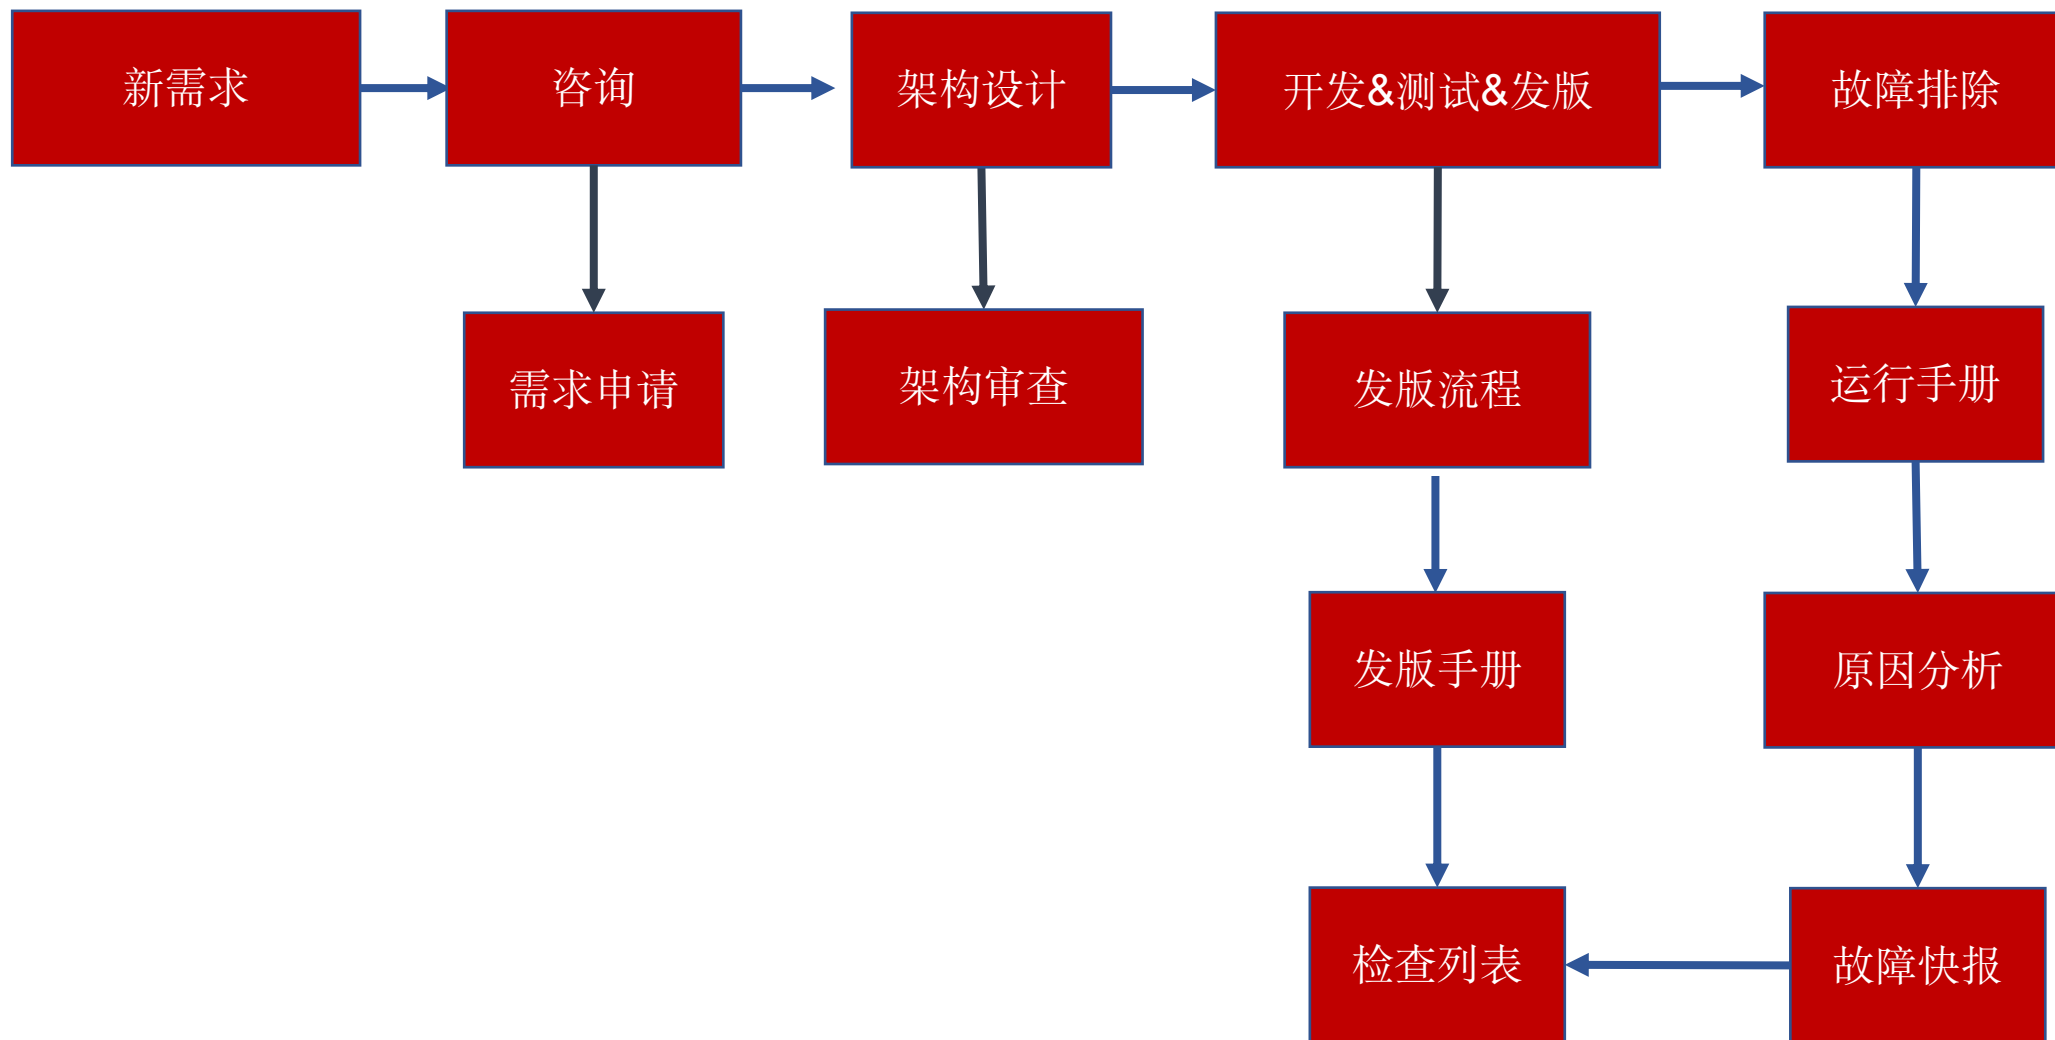 新需求
咨询
架构设计
开发&测试&发版
故障排除
需求申请
架构审查
发版流程
运行手册
发版手册
原因分析
检查列表
故障快报